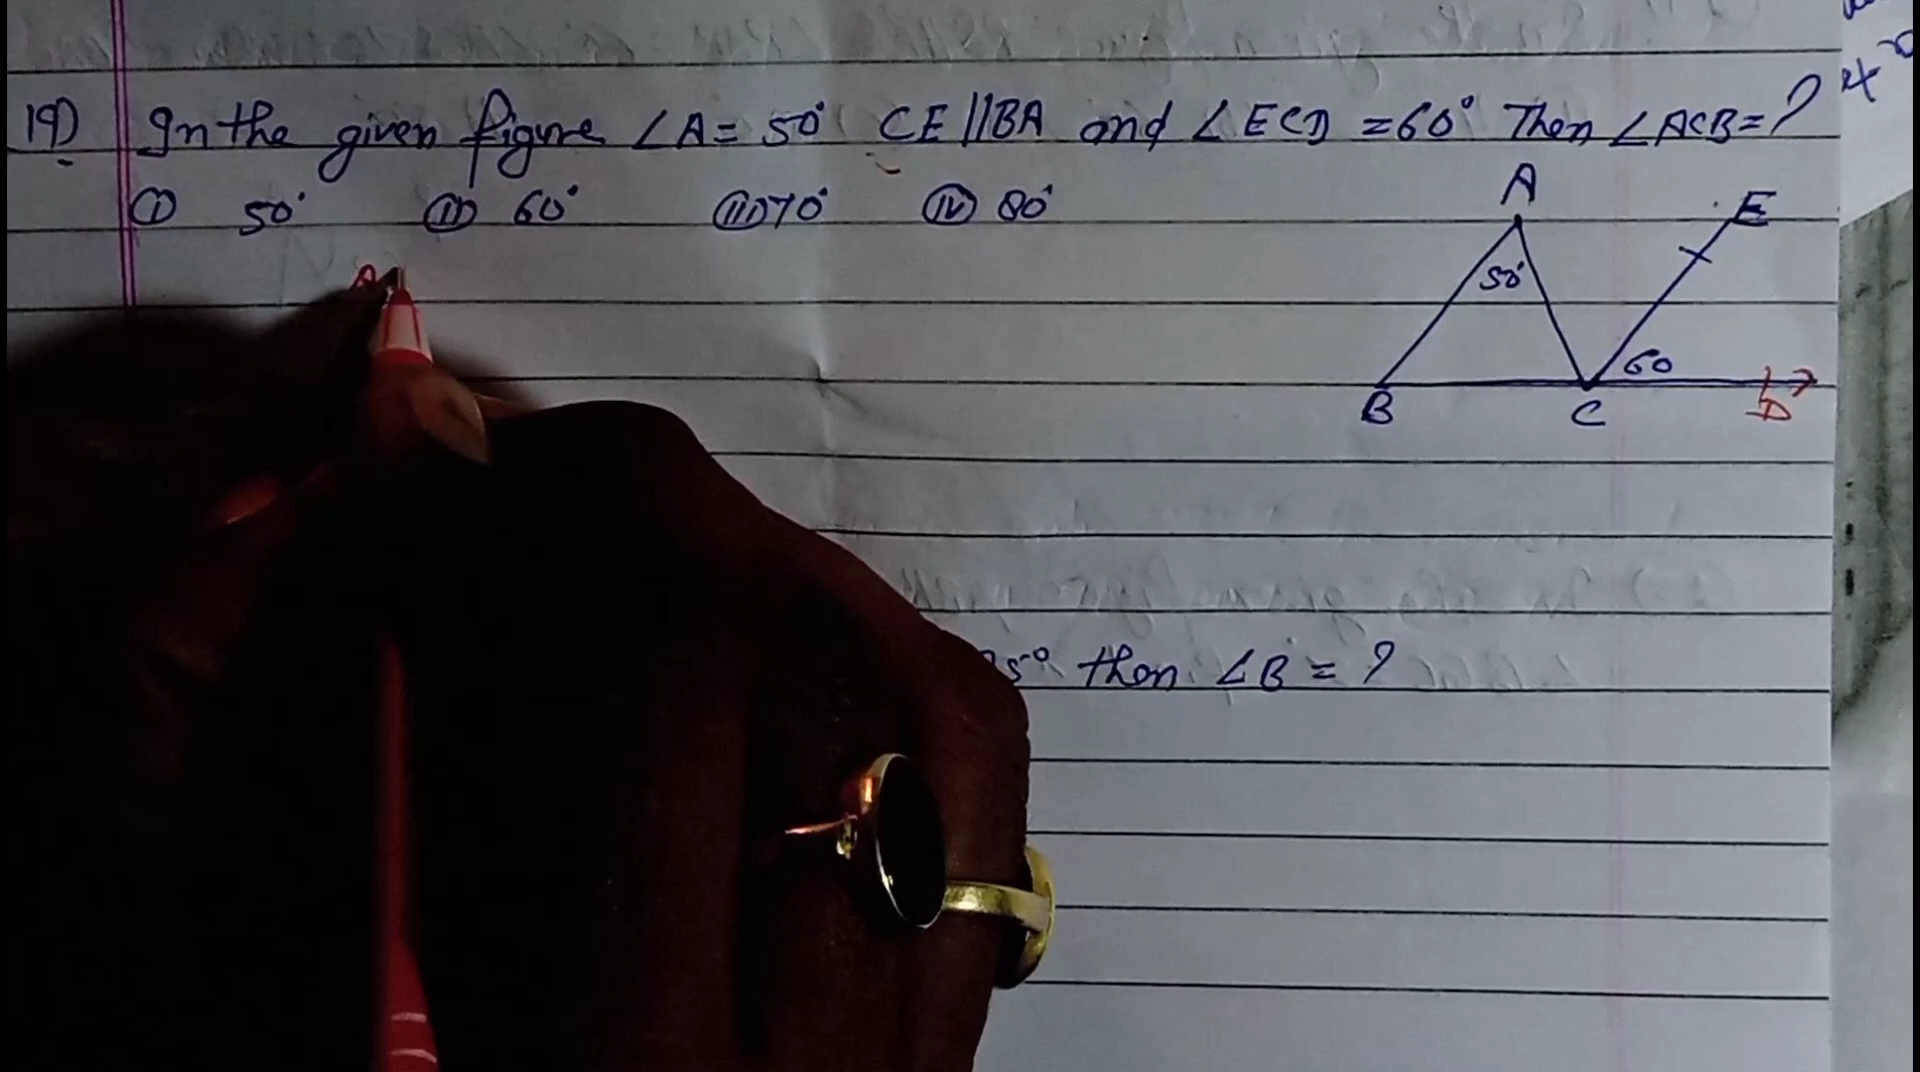 19) In the given figure ∠A = 50° CE||BA and ∠ECD = 60° Then ∠ACB = ?
(i) 50° (ii) 60° (iii) 70° (iv) 80°
A
E
50°
60
B
C
D
5° then ∠B = ?